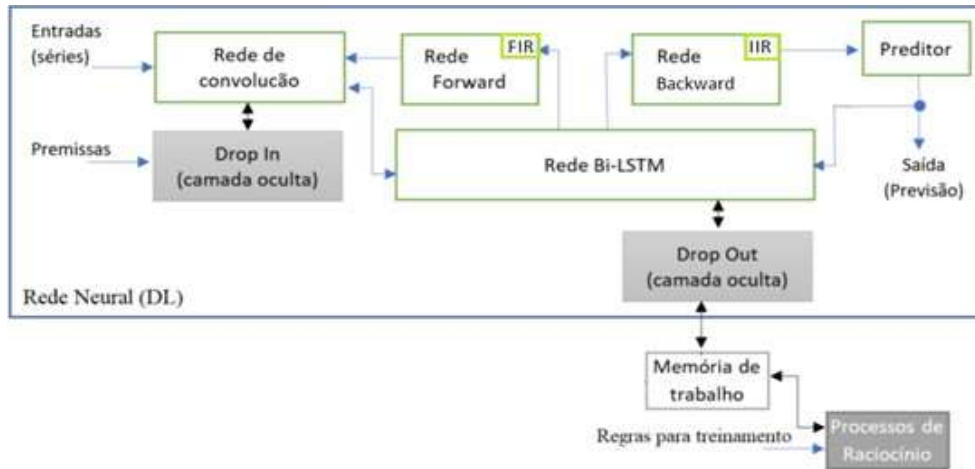 Entradas
(séries)
Rede de
convolucão
Rede
Forward
FIR
Rede
Backward
IIR
Preditor
Premissas
Drop In
(camada oculta)
Rede Bi-LSTM
Saída
(Previsão)
Drop Out
(camada oculta)
Rede Neural (DL)
Memória de
trabalho
Regras para treinamento
Processos de
Raciocínio